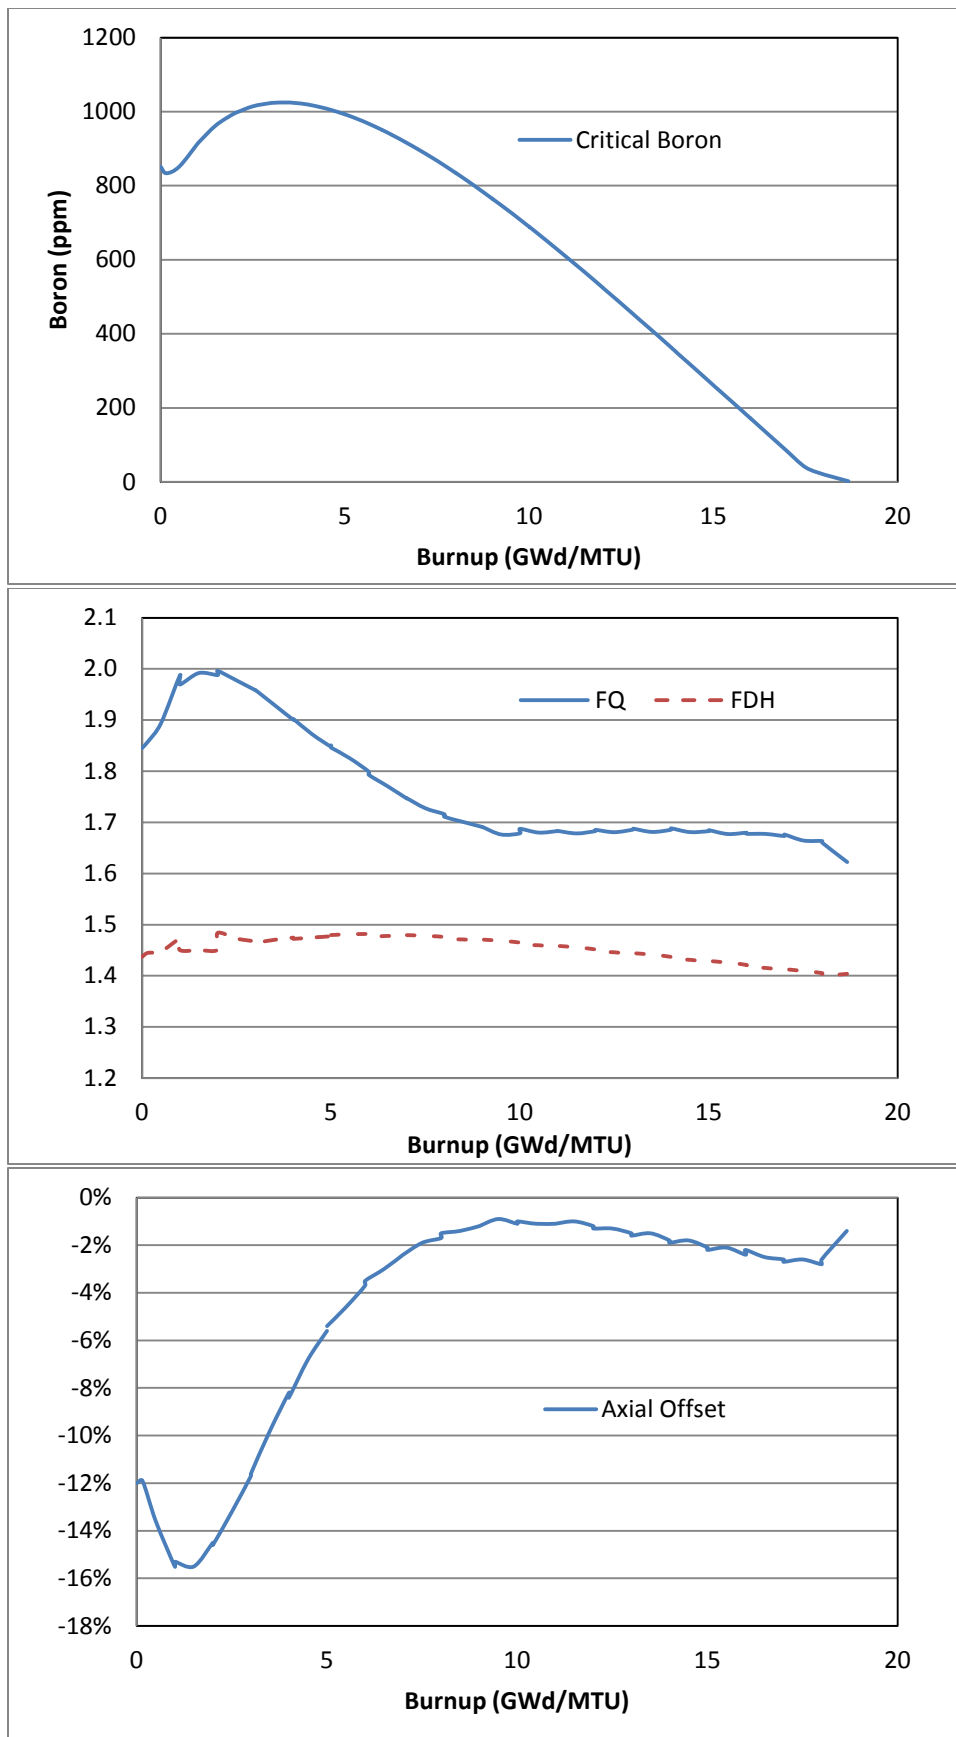 1200
1000
800
600
400
200
0
Boron (ppm)
Critical Boron
0 5 10 15 20
Burnup (GWd/MTU)
2.1
2.0
1.9
1.8
1.7
1.6
1.5
1.4
1.3
1.2
FQ FDH
0 5 10 15 20
Burnup (GWd/MTU)
0%
-2%
-4%
-6%
-8%
-10%
-12%
-14%
-16%
-18%
Axial Offset
0 5 10 15 20
Burnup (GWd/MTU)